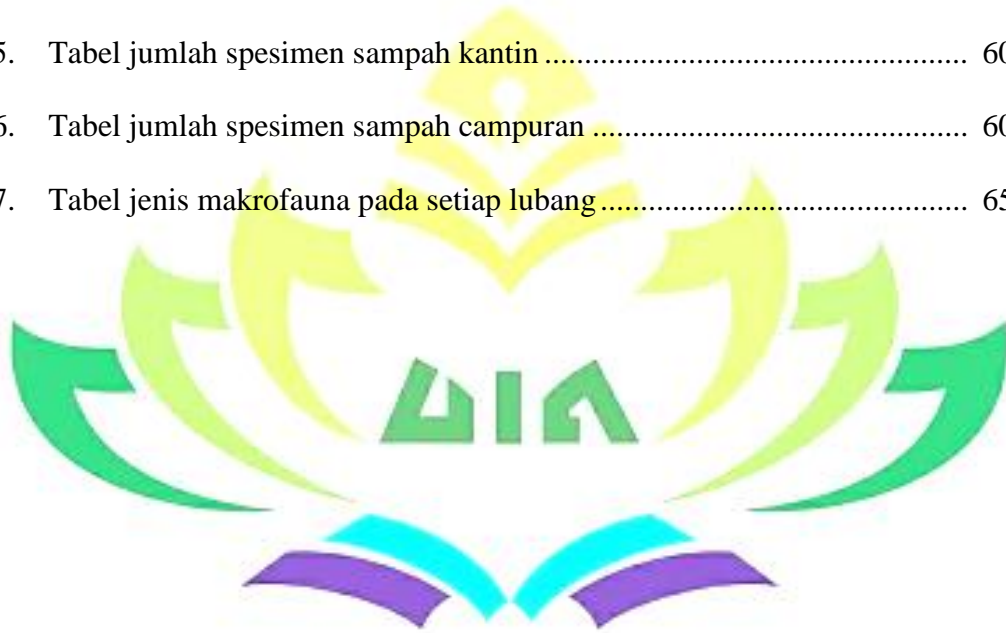 5. Tabel jumlah spesimen sampah kantin ..................................................... 60
6. Tabel jumlah spesimen sampah campuran ............................................... 60
7. Tabel jenis makrofauna pada setiap lubang .............................................. 65
UIN